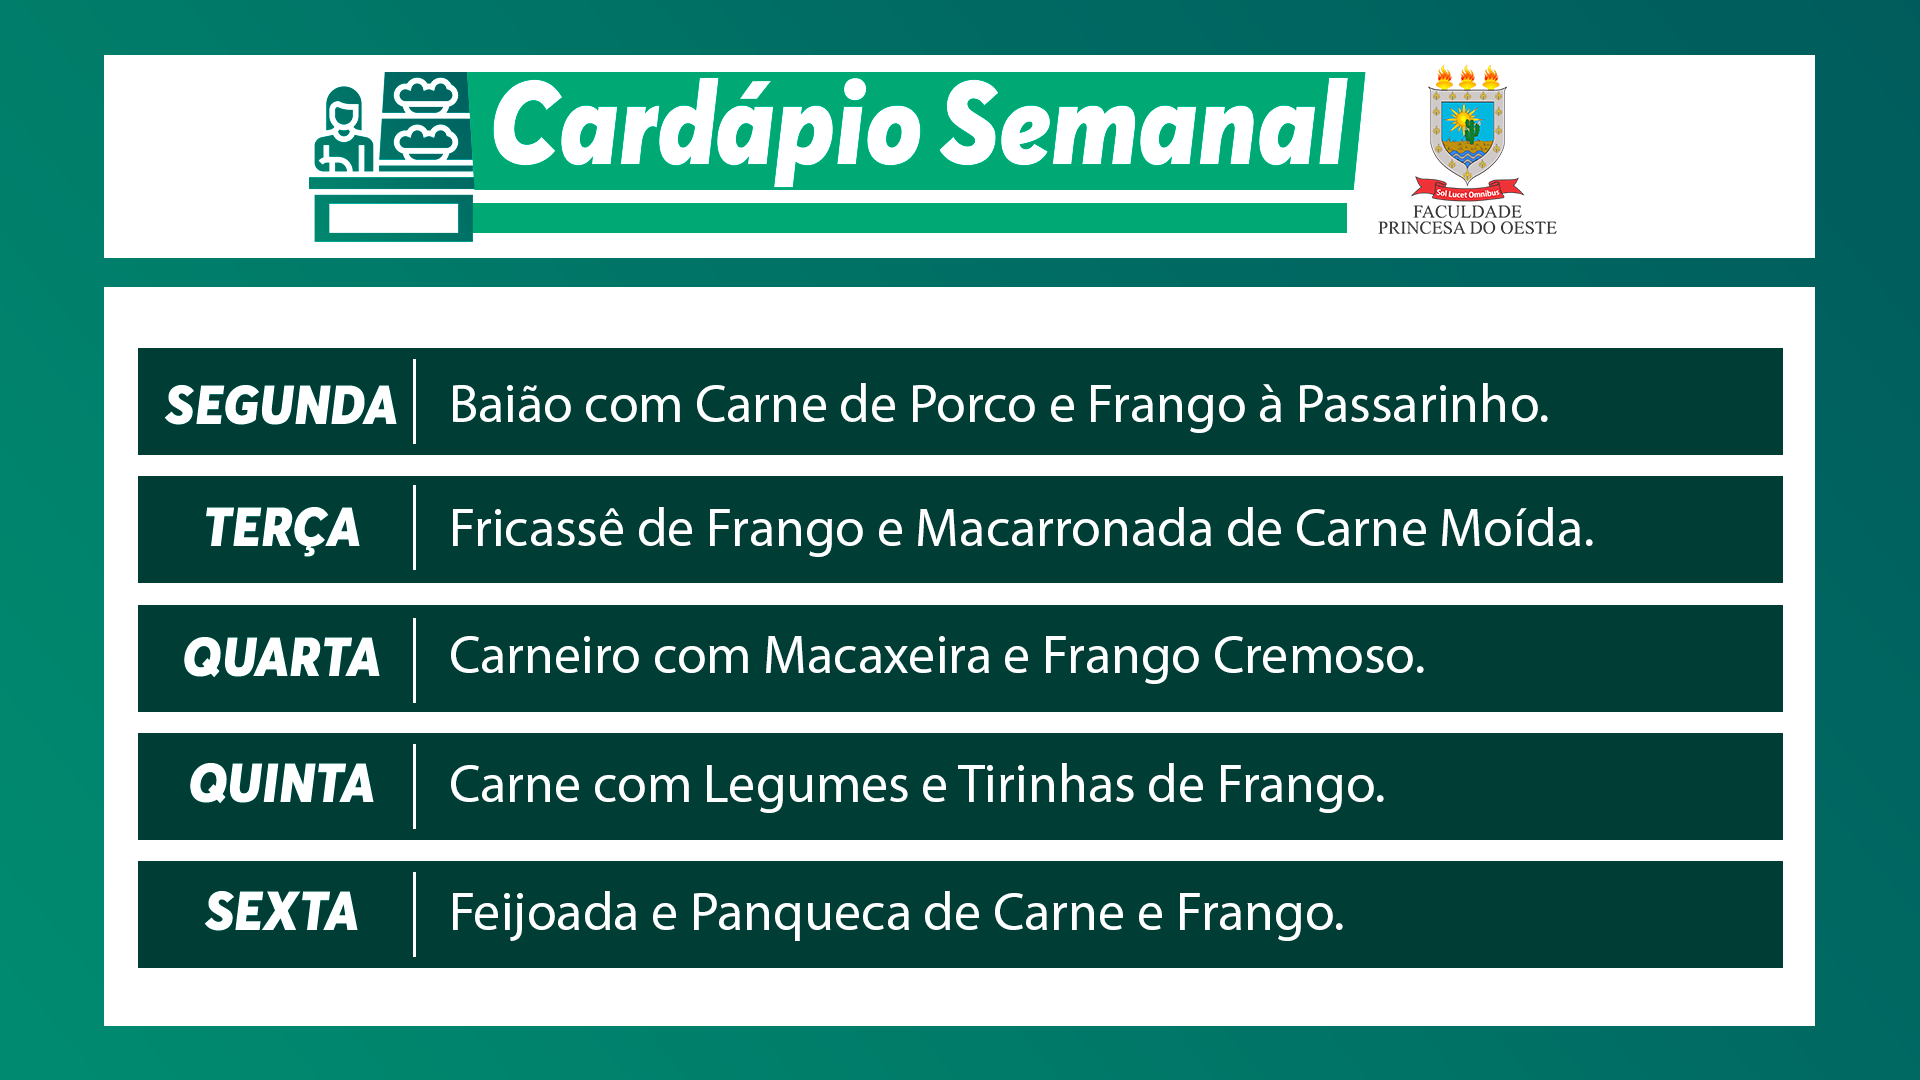 Cardápio Semanal
Sol Lucet Omnibus
FACULDADE
PRINCESA DO OESTE
SEGUNDA Baião com Carne de Porco e Frango à Passarinho.
TERÇA Fricassê de Frango e Macarronada de Carne Moída.
QUARTA Carneiro com Macaxeira e Frango Cremoso.
QUINTA Carne com Legumes e Tirinhas de Frango.
SEXTA Feijoada e Panqueca de Carne e Frango.